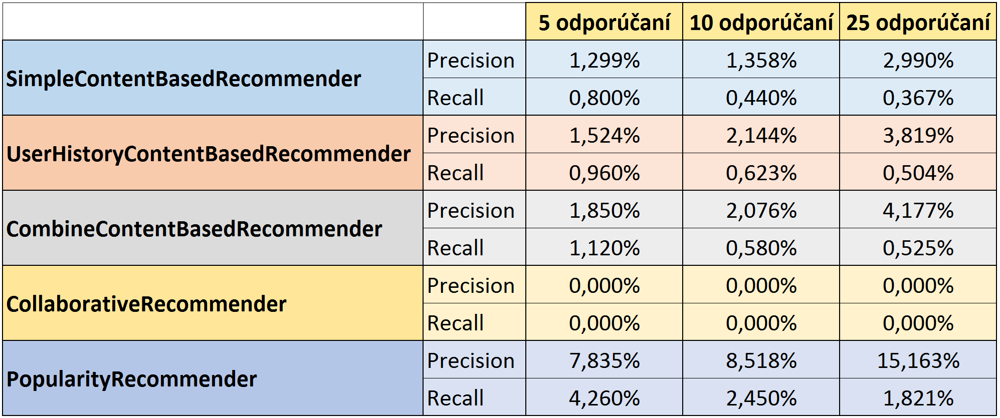 5 odporúčaní 10 odporúčaní 25 odporúčaní
SimpleContentBasedRecommender
Precision 1,299% 1,358% 2,990%
Recall 0,800% 0,440% 0,367%
UserHistoryContentBasedRecommender
Precision 1,524% 2,144% 3,819%
Recall 0,960% 0,623% 0,504%
CombineContentBasedRecommender
Precision 1,850% 2,076% 4,177%
Recall 1,120% 0,580% 0,525%
CollaborativeRecommender
Precision 0,000% 0,000% 0,000%
Recall 0,000% 0,000% 0,000%
PopularityRecommender
Precision 7,835% 8,518% 15,163%
Recall 4,260% 2,450% 1,821%